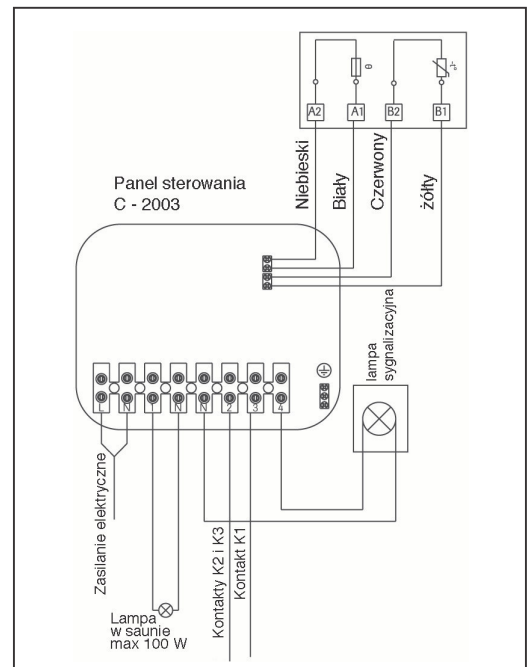 θ
A2 A1 B2 B1
Niebieski
Biały
Czerwony
żółty
Panel sterowania
C - 2003
lampa
sygnalizacyjna
L N 1 N N 2 3 4
Zasilanie elektryczne
Lampa
w saunie
max 100 W
Kontakty K2 i K3
Kontakt K1